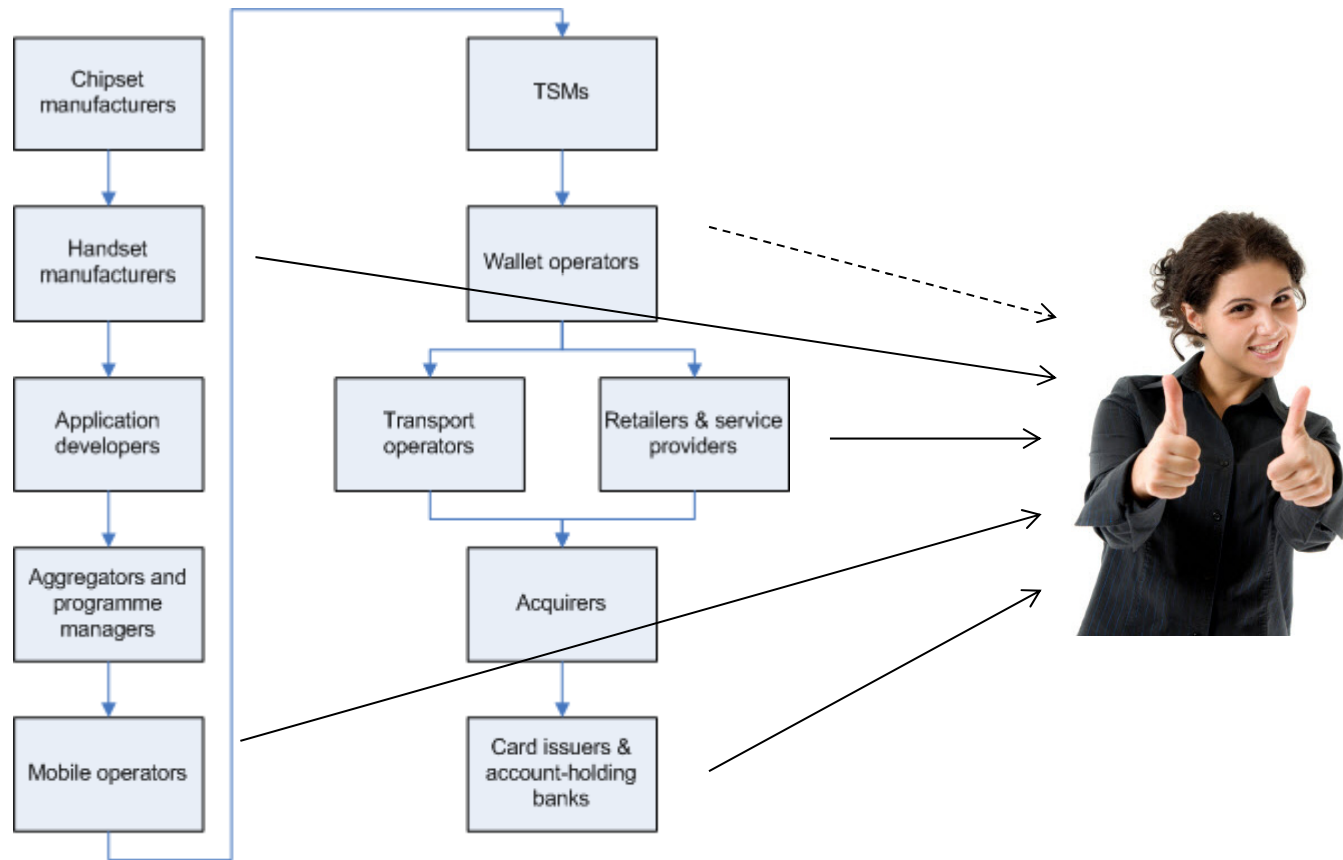 Chipset
manufacturers
Handset
manufacturers
Application
developers
Aggregators and
programme
managers
Mobile operators
TSMs
Wallet operators
Transport
operators
Retailers & service
providers
Acquirers
Card issuers &
account-holding
banks